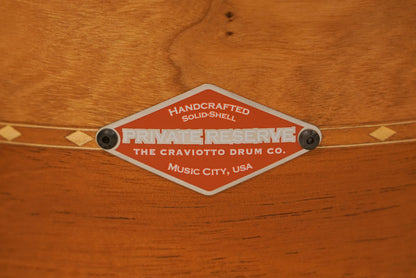 HANDCRAFTED
SOLID-SHELL
PRIVATE RESERVE
THE CRAVIOTTO DRUM CO.
MUSIC CITY, USA